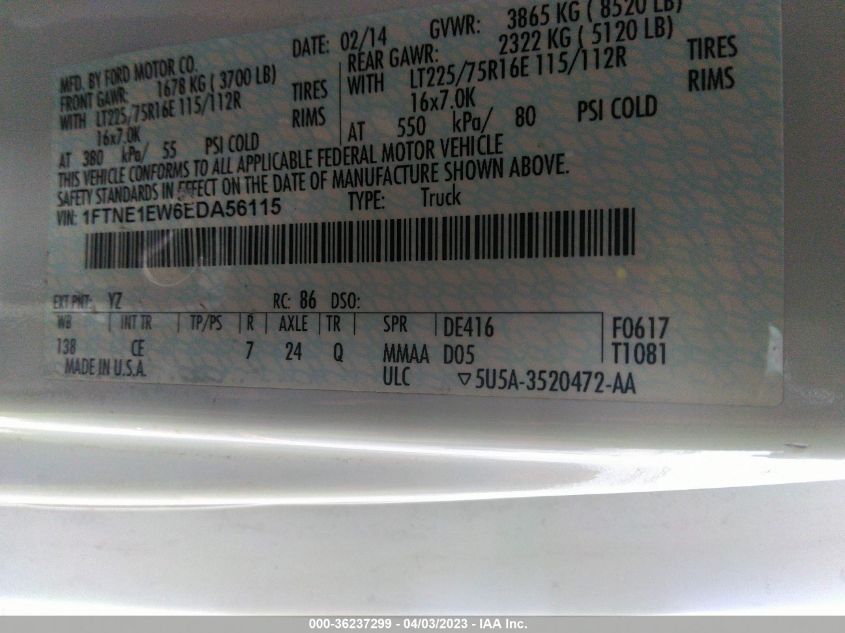 MFD. BY FORD MOTOR CO.
DATE: 02/14
GVWR: 3865 KG ( 8520 LB)
FRONT GAWR: 1678 KG ( 3700 LB)
WITH LT225/75R16E 115/112R TIRES
16x7.0K RIMS
AT 380 kPa/ 55 PSI COLD
REAR GAWR: 2322 KG ( 5120 LB)
WITH LT225/75R16E 115/112R TIRES
16x7.0K RIMS
AT 550 kPa/ 80 PSI COLD
THIS VEHICLE CONFORMS TO ALL APPLICABLE FEDERAL MOTOR VEHICLE
SAFETY STANDARDS IN EFFECT ON THE DATE OF MANUFACTURE SHOWN ABOVE.
VIN: 1FTNE1EW6EDA56115 TYPE: Truck
EXT PNT: YZ RC: 86 DSO:
WB | INT TR | TP/PS | R | AXLE | TR SPR DE416 F0617
138 CE 7 24 Q MMAA D05 T1081
MADE IN U.S.A. ULC ▽5U5A-3520472-AA
000-36237299 - 04/03/2023 - IAA Inc.